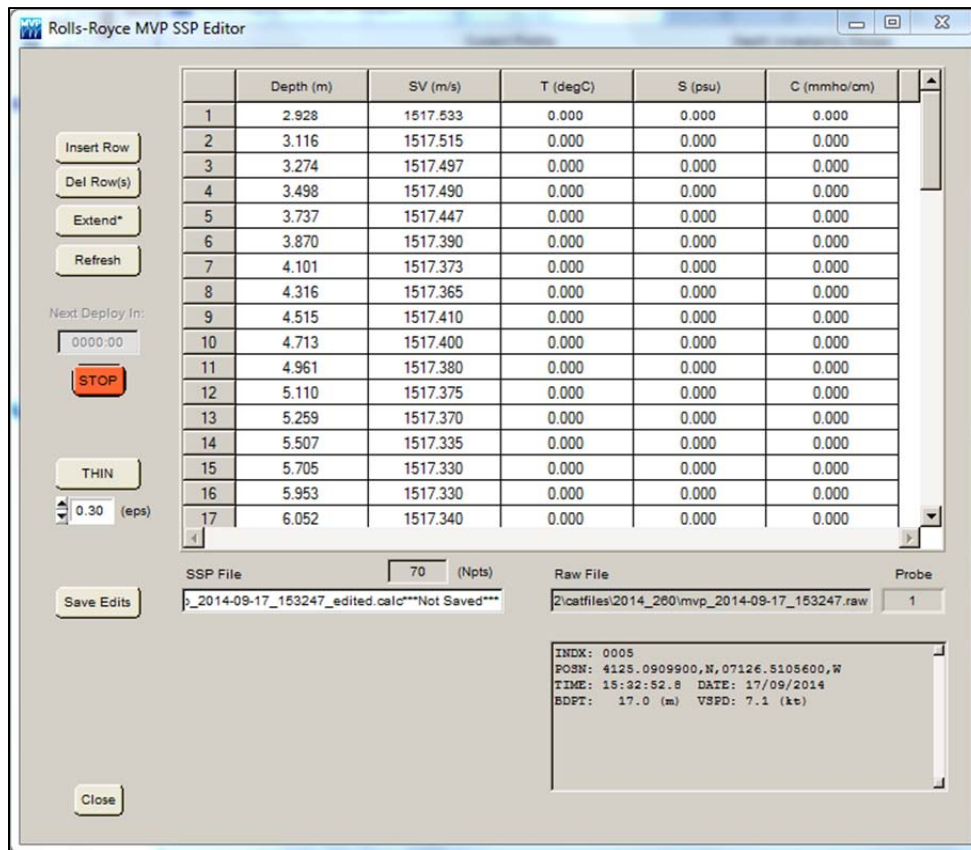 MVP Rolls-Royce MVP SSP Editor
Depth (m) SV (m/s) T (degC) S (psu) C (mmho/cm)
1 2.928 1517.533 0.000 0.000 0.000
2 3.116 1517.515 0.000 0.000 0.000
3 3.274 1517.497 0.000 0.000 0.000
4 3.498 1517.490 0.000 0.000 0.000
5 3.737 1517.447 0.000 0.000 0.000
6 3.870 1517.390 0.000 0.000 0.000
7 4.101 1517.373 0.000 0.000 0.000
8 4.316 1517.365 0.000 0.000 0.000
9 4.515 1517.410 0.000 0.000 0.000
10 4.713 1517.400 0.000 0.000 0.000
11 4.961 1517.380 0.000 0.000 0.000
12 5.110 1517.375 0.000 0.000 0.000
13 5.259 1517.370 0.000 0.000 0.000
14 5.507 1517.335 0.000 0.000 0.000
15 5.705 1517.330 0.000 0.000 0.000
16 5.953 1517.330 0.000 0.000 0.000
17 6.052 1517.340 0.000 0.000 0.000
Insert Row
Del Row(s)
Extend*
Refresh
Next Deploy In:
0000:00
STOP
THIN
0.30 (eps)
Save Edits
Close
SSP File 70 (Npts)
_2014-09-17_153247_edited.calc***Not Saved***
Raw File Probe
2\catfiles\2014_260\mvp_2014-09-17_153247.raw 1
INDX: 0005
POSN: 4125.0909900,N,07126.5105600,W
TIME: 15:32:52.8 DATE: 17/09/2014
BDPT: 17.0 (m) VSPD: 7.1 (kt)